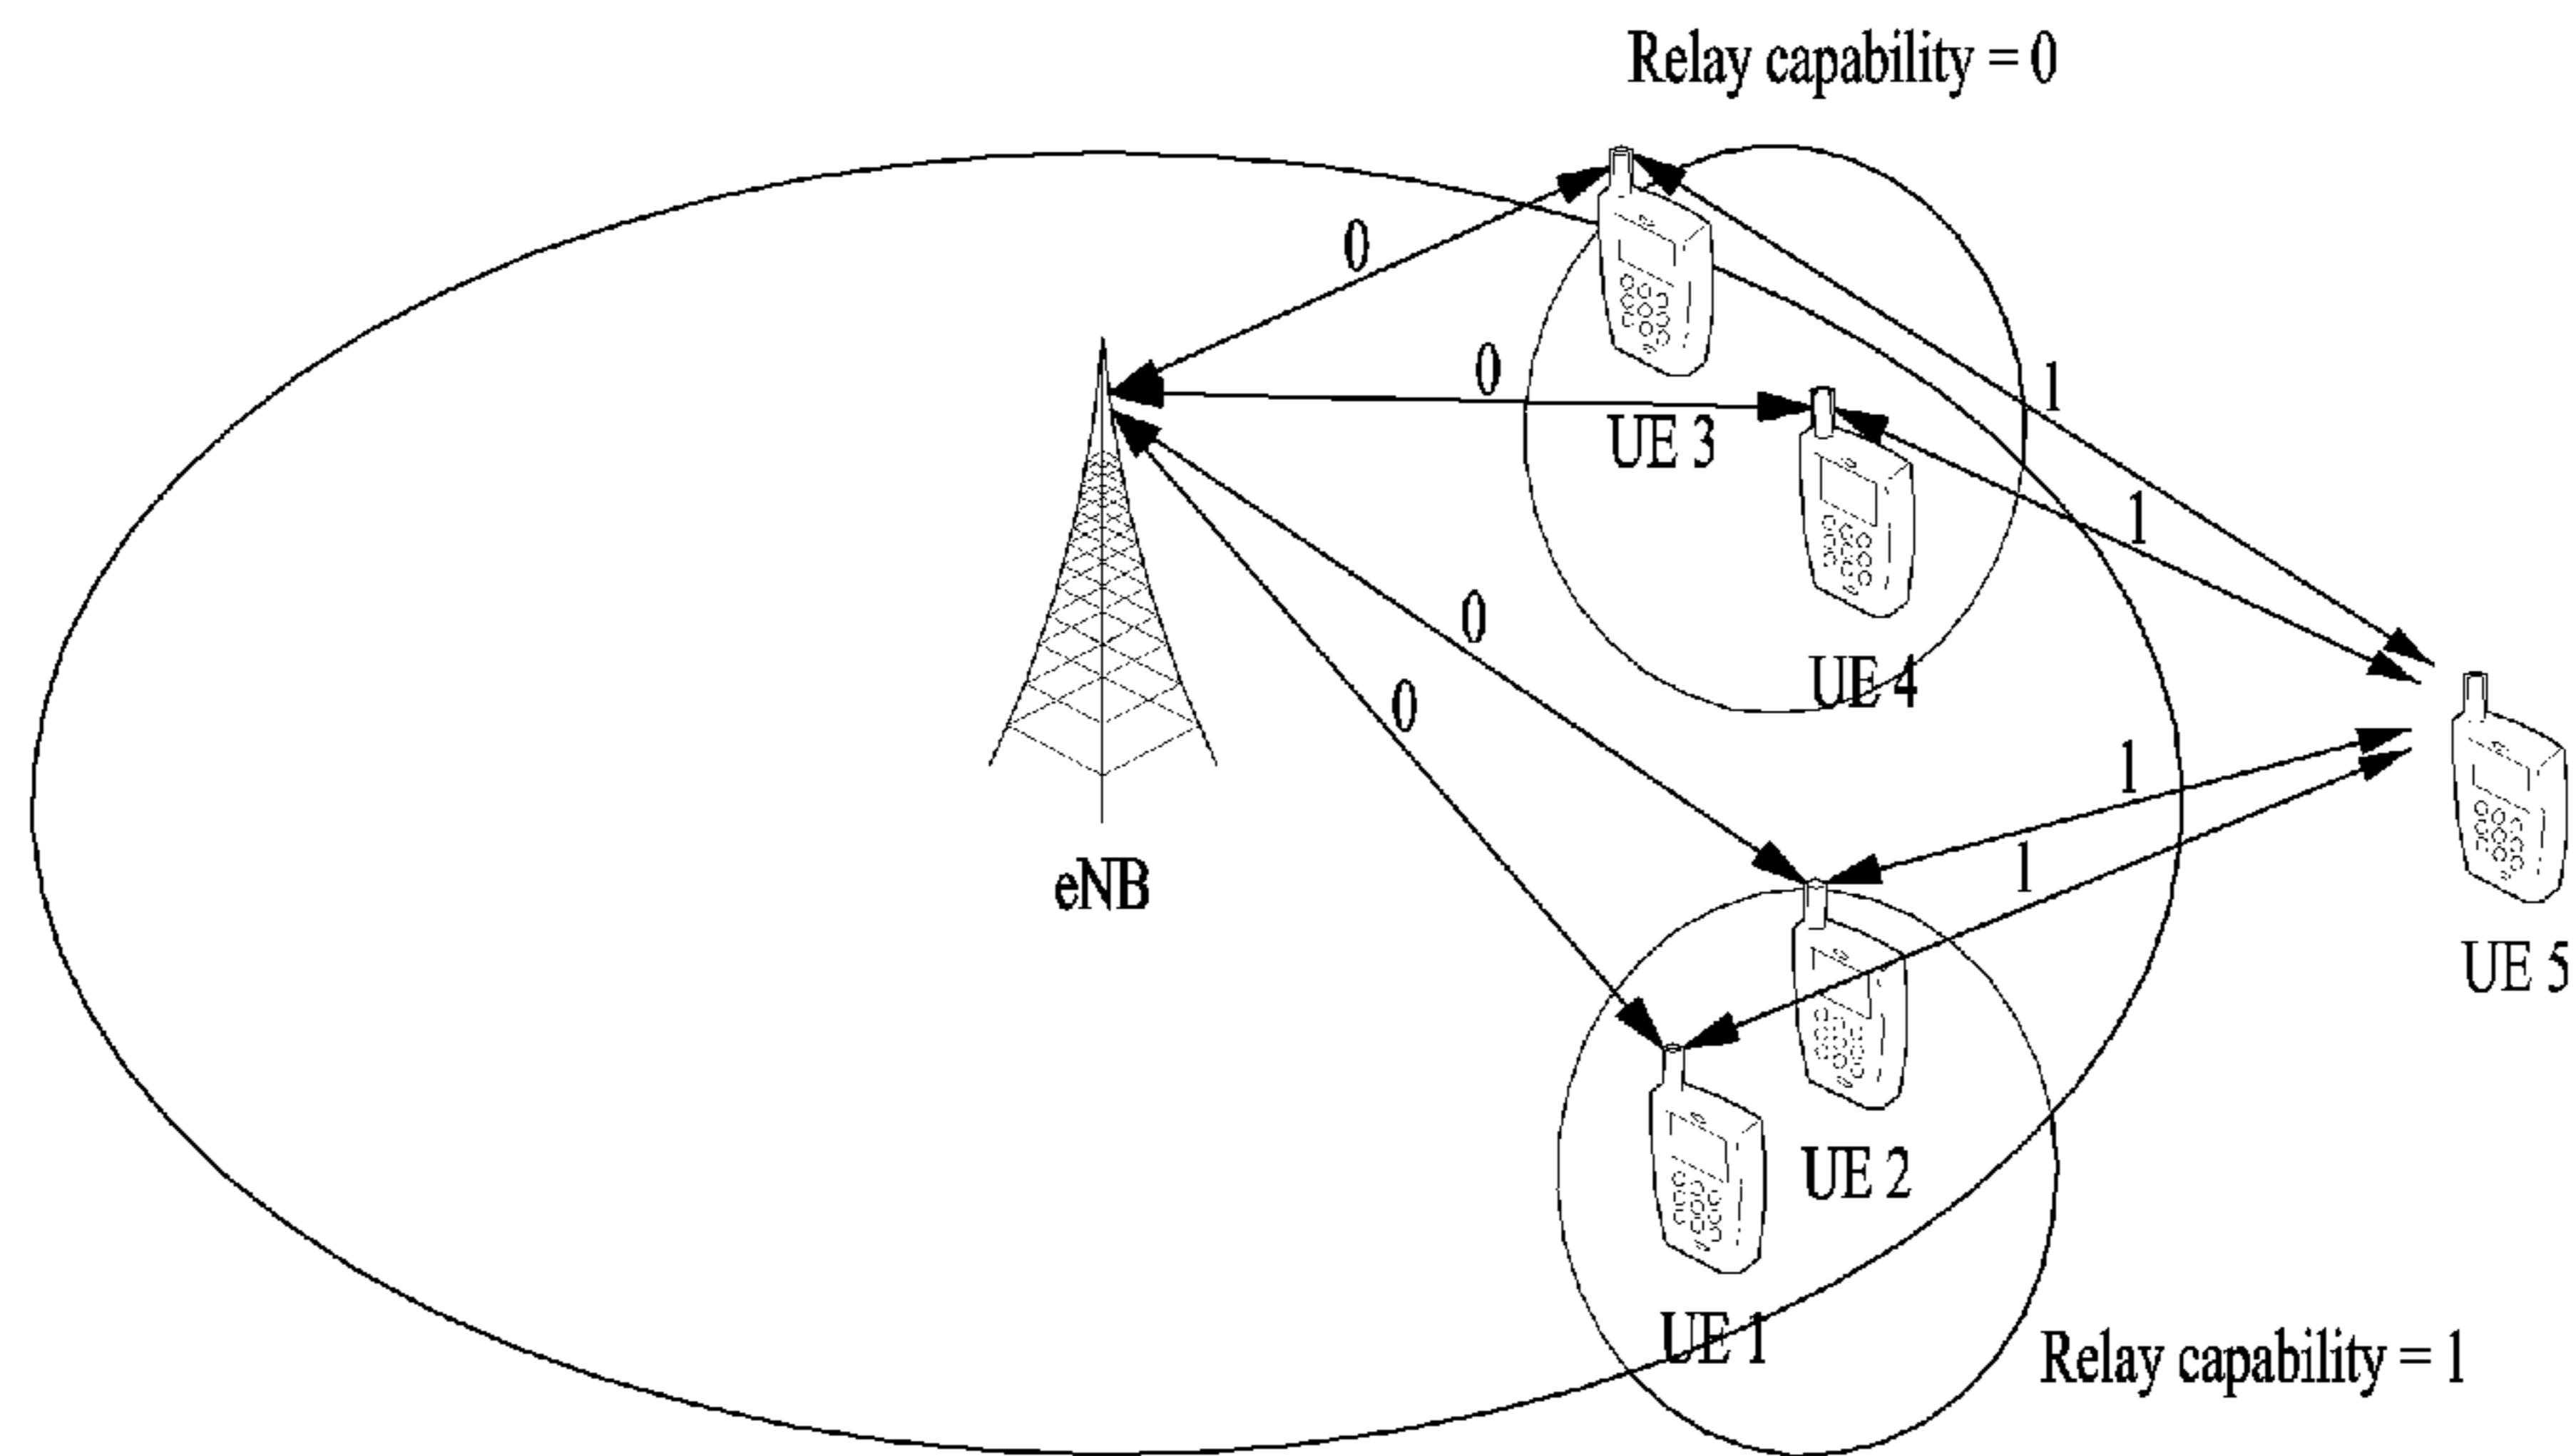 Relay capability = 0
0
0
1
UE 3
1
0
UE 4
0
1
1
eNB
UE 5
UE 2
UE 1
Relay capability = 1